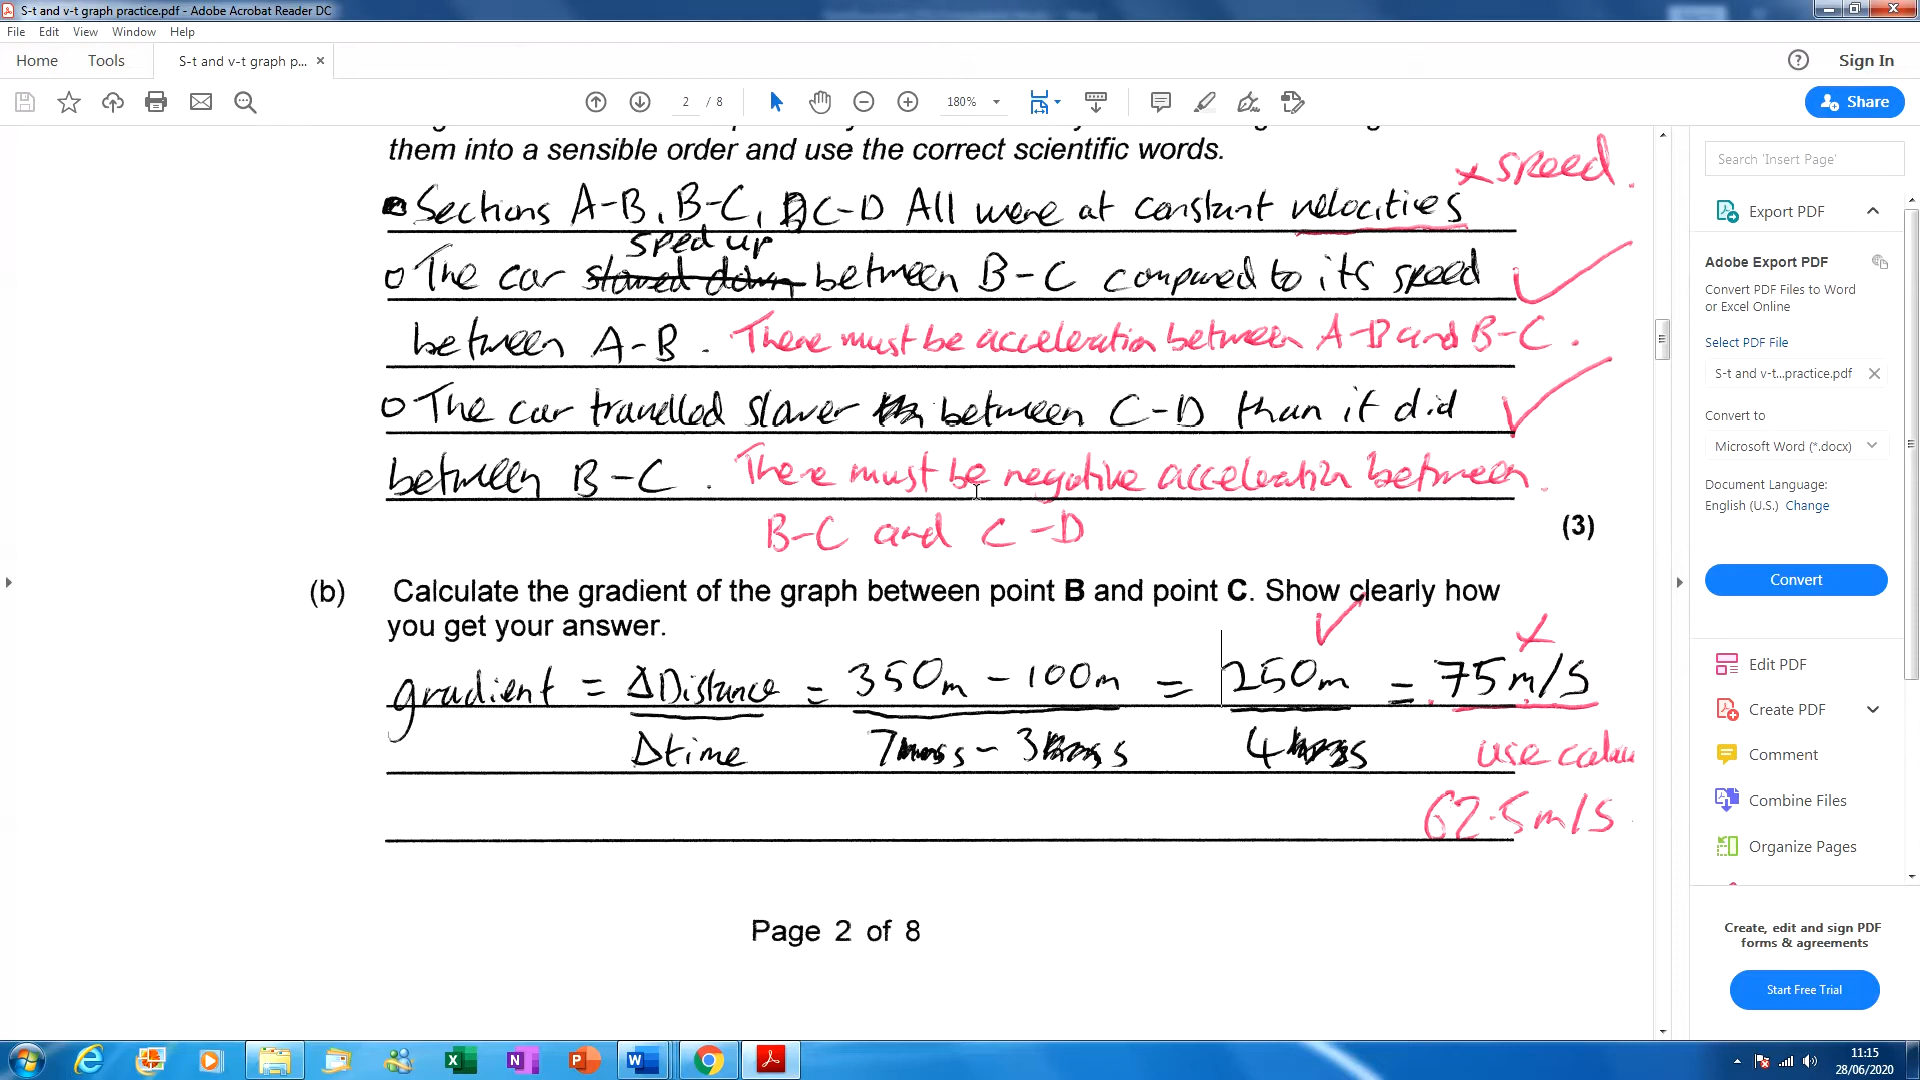 S-t and v-t graph practice.pdf - Adobe Acrobat Reader DC
File Edit View Window Help
Home Tools S-t and v-t graph p... × Sign In
2 / 8 180% Share
them into a sensible order and use the correct scientific words.
× speed.
Sections A-B, B-C, C-D All were at constant velocities
sped up
The car slowed down between B-C compared to its speed
between A-B. There must be acceleration between A-B and B-C.
The car travelled slower between C-D than it did
between B-C. There must be negative acceleration between
B-C and C-D
(3)
(b) Calculate the gradient of the graph between point B and point C. Show clearly how
you get your answer.
gradient = ΔDistance = 350m - 100m = 250m = 75m/s
Δtime 7 s - 3 s 4 s
use
62.5m/s
Page 2 of 8
Search 'Insert Page'
Export PDF
Adobe Export PDF
Convert PDF Files to Word
or Excel Online
Select PDF File
S-t and v-t...practice.pdf
Convert to
Microsoft Word (*.docx)
Document Language:
English (U.S.) Change
Convert
Edit PDF
Create PDF
Comment
Combine Files
Organize Pages
Create, edit and sign PDF
forms & agreements
Start Free Trial
11:15
28/06/2020